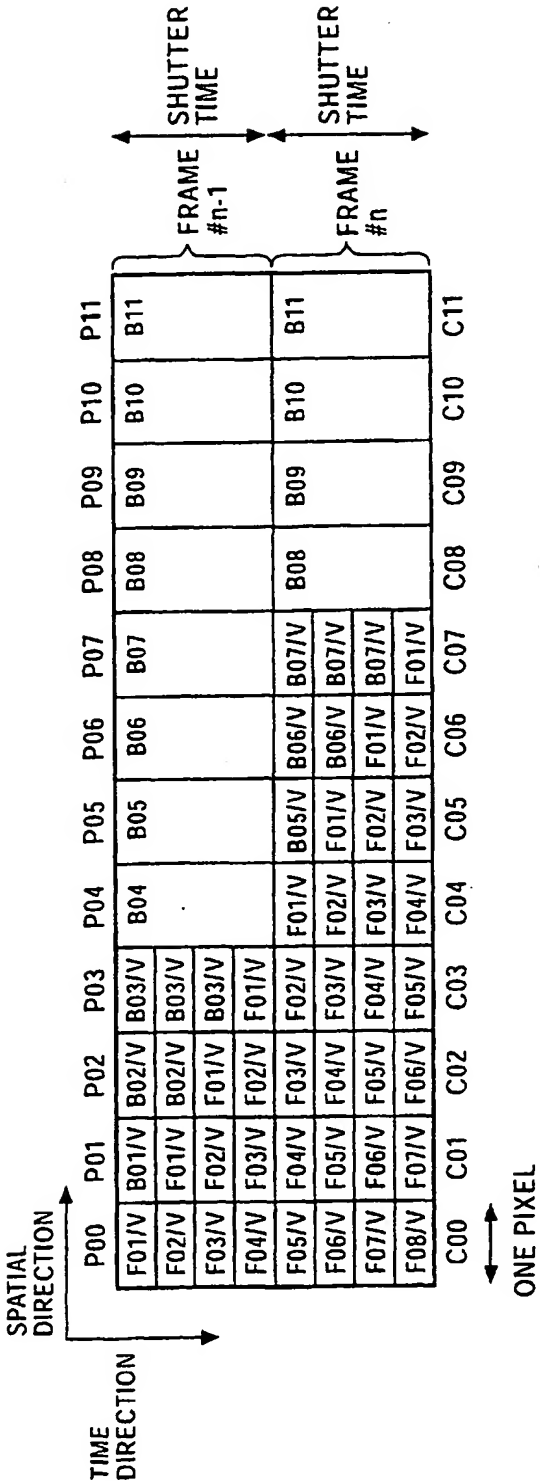 SPATIAL
DIRECTION
TIME
DIRECTION
P00 P01 P02 P03 P04 P05 P06 P07 P08 P09 P10 P11
F01/V B01/V B02/V B03/V B04 B05 B06 B07 B08 B09 B10 B11
F02/V F01/V B02/V B03/V
F03/V F02/V F01/V B03/V
F04/V F03/V F02/V F01/V
FRAME
#n-1
SHUTTER
TIME
F05/V F04/V F03/V F02/V F01/V B05/V B06/V B07/V B08 B09 B10 B11
F06/V F05/V F04/V F03/V F02/V F01/V B06/V B07/V
F07/V F06/V F05/V F04/V F03/V F02/V F01/V B07/V
F08/V F07/V F06/V F05/V F04/V F03/V F02/V F01/V
FRAME
#n
SHUTTER
TIME
C00 C01 C02 C03 C04 C05 C06 C07 C08 C09 C10 C11
ONE PIXEL